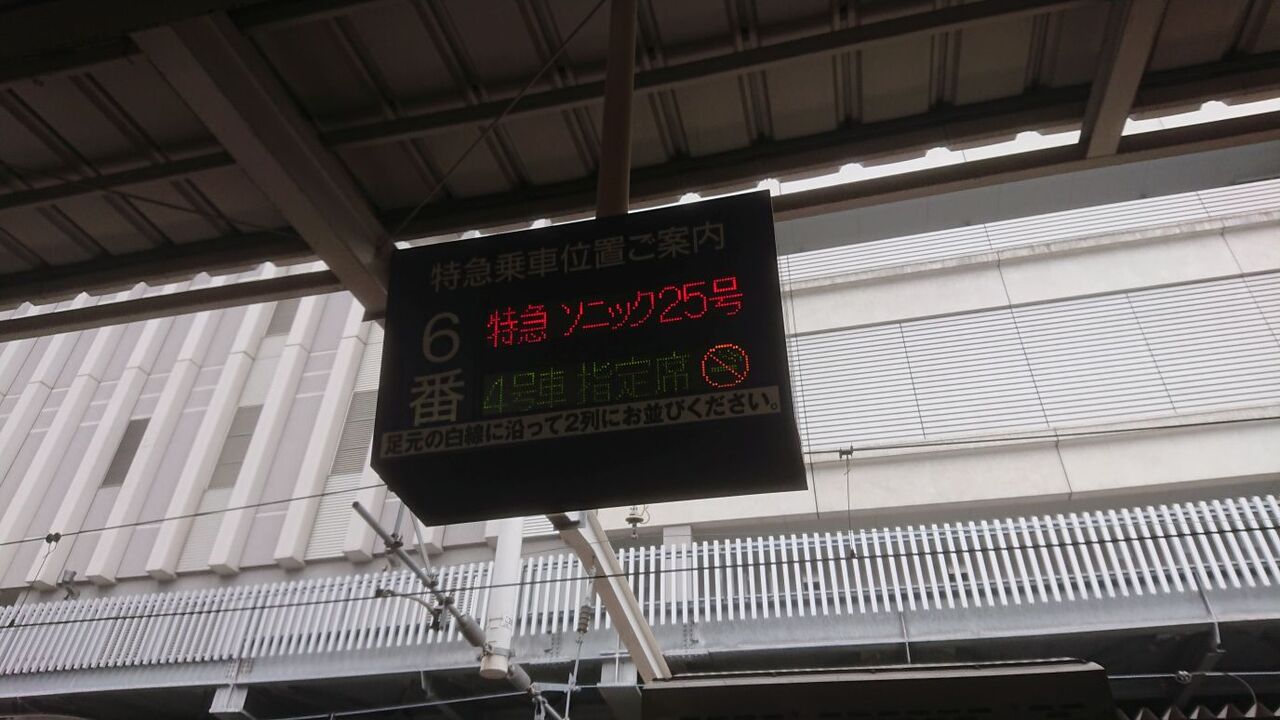 特急乗車位置ご案内
6番
特急 ソニック25号
4号車 指定席
足元の白線に沿って2列にお並びください。